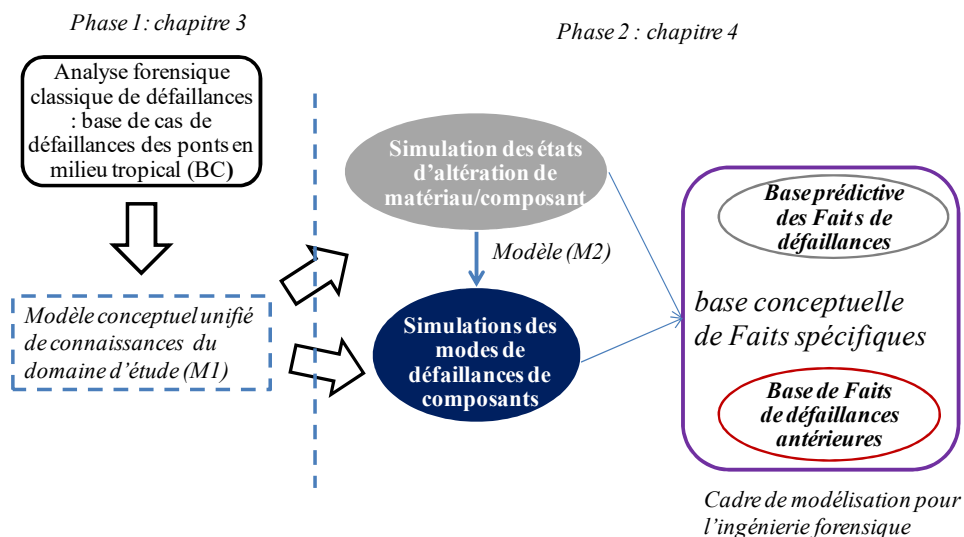 Phase 1: chapitre 3
Phase 2 : chapitre 4
Analyse forensique
classique de défaillances
: base de cas de
défaillances des ponts en
milieu tropical (BC)
Modèle conceptuel unifié
de connaissances du
domaine d'étude (M1)
Simulation des états
d'altération de
matériau/composant
Modèle (M2)
Simulations des
modes de
défaillances de
composants
Base prédictive
des Faits de
défaillances
base conceptuelle
de Faits spécifiques
Base de Faits
de défaillances
antérieures
Cadre de modélisation pour
l'ingénierie forensique